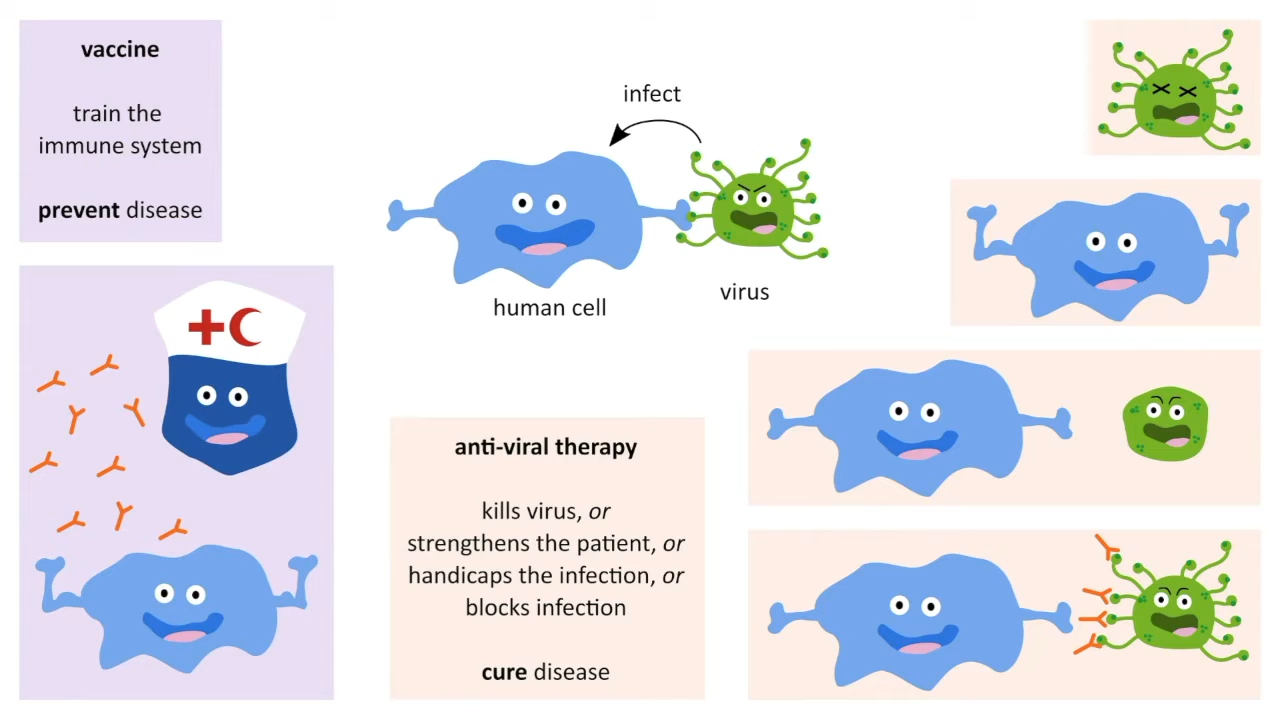 vaccine
train the
immune system
prevent disease
infect
human cell
virus
anti-viral therapy
kills virus, or
strengthens the patient, or
handicaps the infection, or
blocks infection
cure disease